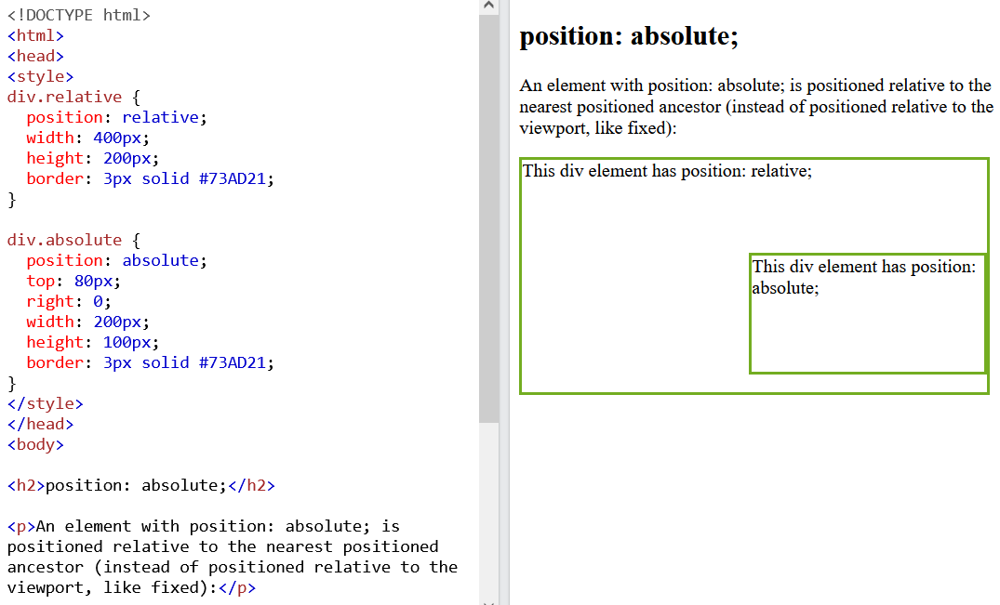 <!DOCTYPE html>
<html>
<head>
<style>
div.relative {
  position: relative;
  width: 400px;
  height: 200px;
  border: 3px solid #73AD21;
}

div.absolute {
  position: absolute;
  top: 80px;
  right: 0;
  width: 200px;
  height: 100px;
  border: 3px solid #73AD21;
}
</style>
</head>
<body>

<h2>position: absolute;</h2>

<p>An element with position: absolute; is
positioned relative to the nearest positioned
ancestor (instead of positioned relative to the
viewport, like fixed):</p>

position: absolute;
An element with position: absolute; is positioned relative to the
nearest positioned ancestor (instead of positioned relative to the
viewport, like fixed):
This div element has position: relative;
This div element has position:
absolute;